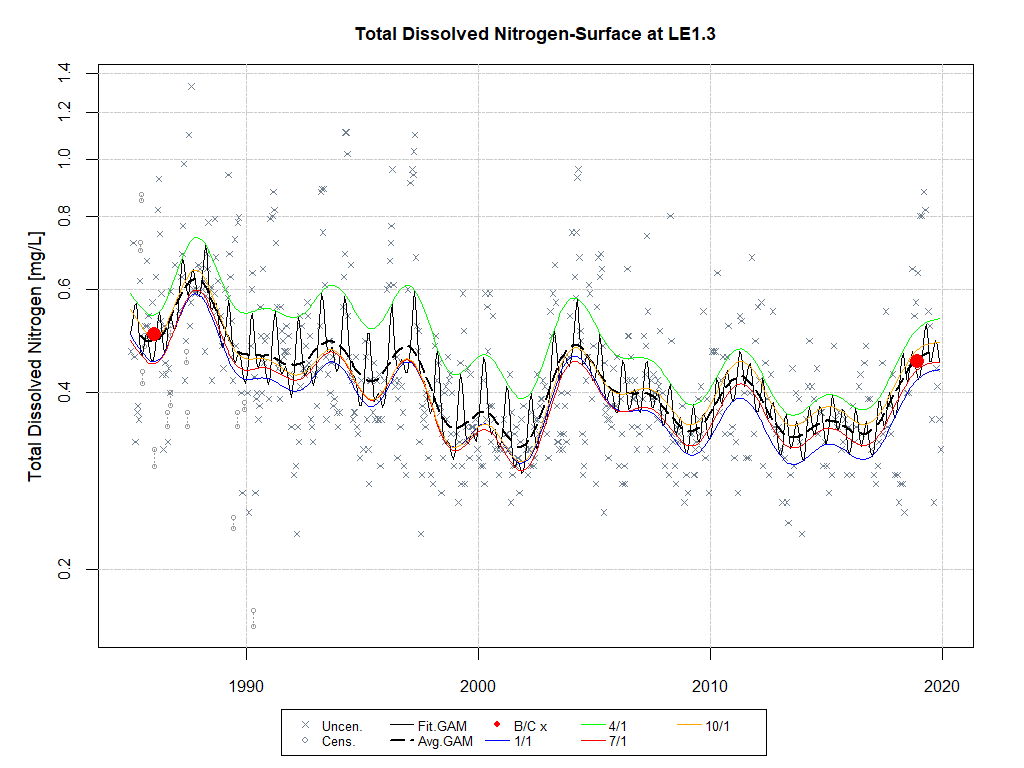 Total Dissolved Nitrogen-Surface at LE1.3
Total Dissolved Nitrogen [mg/L]
1.4
1.2
1.0
0.8
0.6
0.4
0.2
1990 2000 2010 2020
Uncen. Fit.GAM B/C x 4/1 10/1
Cens. Avg.GAM 1/1 7/1